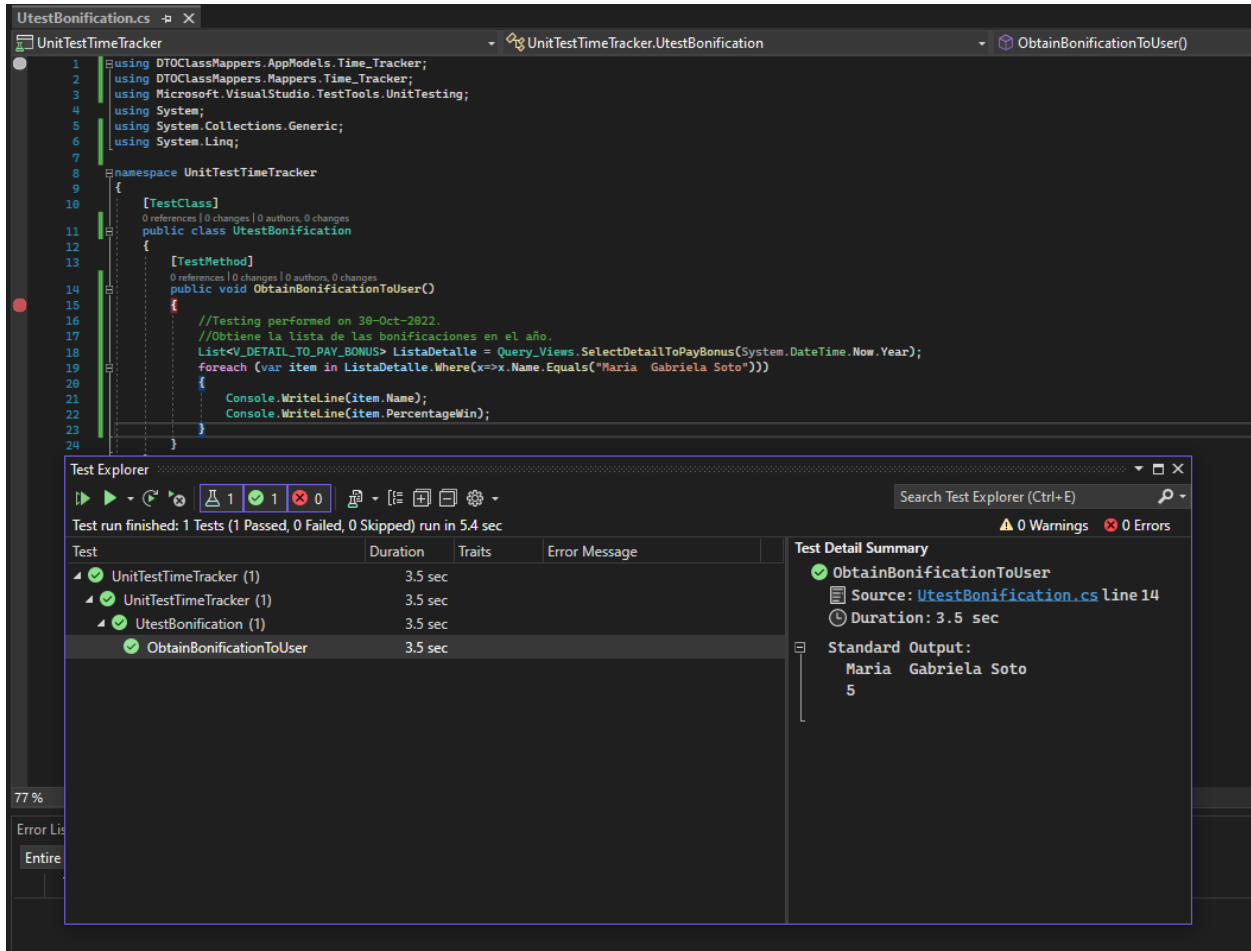 UtestBonification.cs
UnitTestTimeTracker UnitTestTimeTracker.UtestBonification ObtainBonificationToUser()
1 using DTOClassMappers.AppModels.Time_Tracker;
2 using DTOClassMappers.Mappers.Time_Tracker;
3 using Microsoft.VisualStudio.TestTools.UnitTesting;
4 using System;
5 using System.Collections.Generic;
6 using System.Linq;
7
8 namespace UnitTestTimeTracker
9 {
10 [TestClass]
0 references | 0 changes | 0 authors, 0 changes
11 public class UtestBonification
12 {
13 [TestMethod]
0 references | 0 changes | 0 authors, 0 changes
14 public void ObtainBonificationToUser()
15 {
16 //Testing performed on 30-Oct-2022.
17 //Obtiene la lista de las bonificaciones en el año.
18 List<V_DETAIL_TO_PAY_BONUS> ListaDetalle = Query_Views.SelectDetailToPayBonus(System.DateTime.Now.Year);
19 foreach (var item in ListaDetalle.Where(x=>x.Name.Equals("Maria  Gabriela Soto")))
20 {
21 Console.WriteLine(item.Name);
22 Console.WriteLine(item.PercentageWin);
23 }
24 }
Test Explorer
1 1 0 Search Test Explorer (Ctrl+E)
Test run finished: 1 Tests (1 Passed, 0 Failed, 0 Skipped) run in 5.4 sec 0 Warnings 0 Errors
Test Duration Traits Error Message
UnitTestTimeTracker (1) 3.5 sec
UnitTestTimeTracker (1) 3.5 sec
UtestBonification (1) 3.5 sec
ObtainBonificationToUser 3.5 sec
Test Detail Summary
ObtainBonificationToUser
Source: UtestBonification.cs line 14
Duration: 3.5 sec
Standard Output:
Maria  Gabriela Soto
5
77 %
Error Lis
Entire